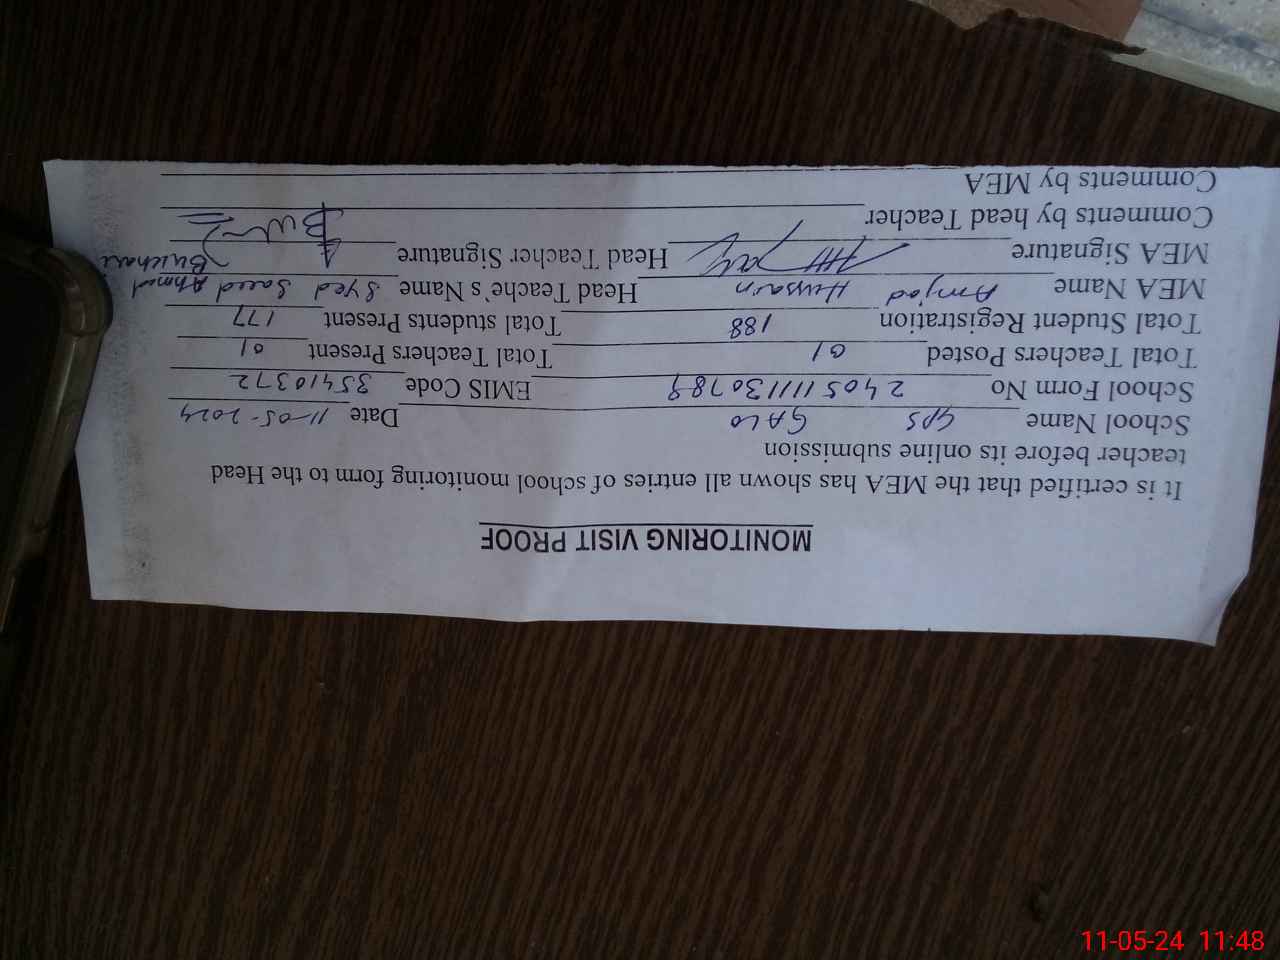 MONITORING VISIT PROOF
It is certified that the MEA has shown all entries of school monitoring form to the Head
teacher before its online submission
School Name GPS GALO Date 11-05-2024
School Form No 2405111130789 EMIS Code 35410372
Total Teachers Posted 01 Total Teachers Present 01
Total Student Registration 188 Total students Present 177
MEA Name Amjad Hussain Head Teache`s Name Syed Saeed Ahmad Bukhari
MEA Signature Head Teacher Signature
Comments by head Teacher
Comments by MEA
11-05-24 11:48